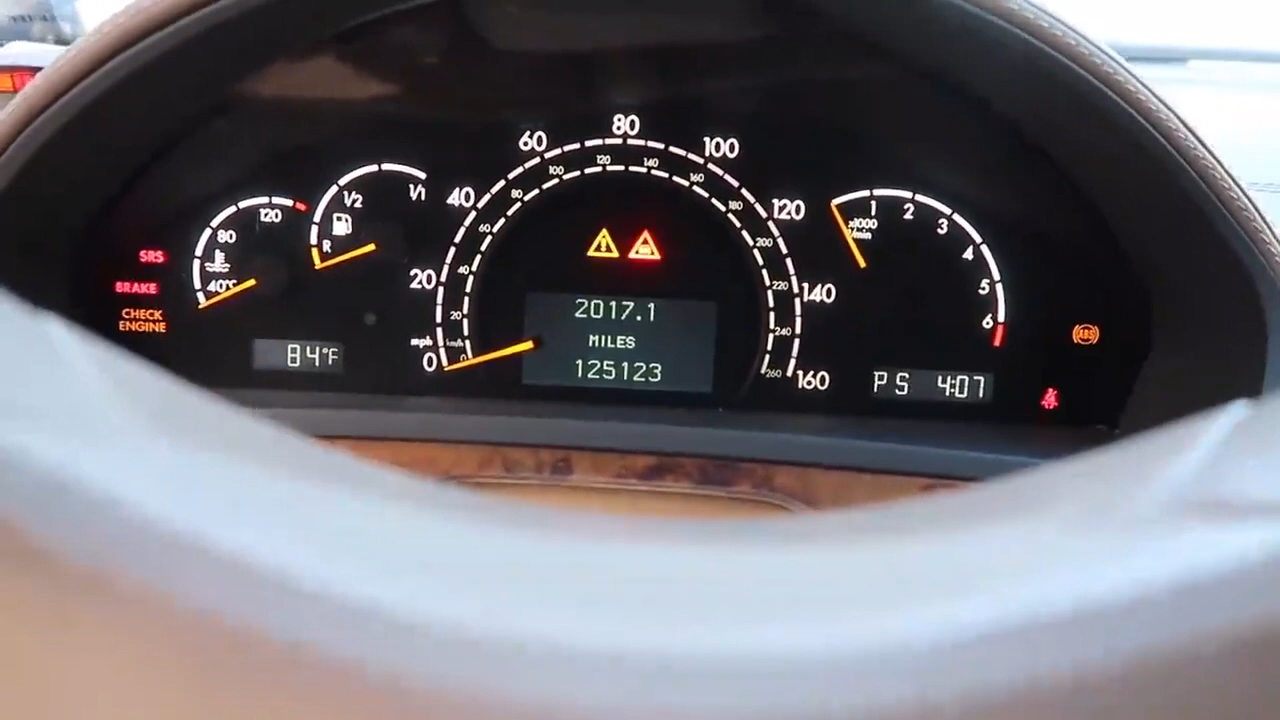 SRS
BRAKE
CHECK
ENGINE
40°C
80
120
84°F
R
1/2
1/1
mph
0
20
40
60
80
100
120
140
160
km/h
0
20
40
60
80
100
120
140
160
180
200
220
240
260
2017.1
MILES
125123
x1000
/min
1
2
3
4
5
6
P S 4:07
ABS